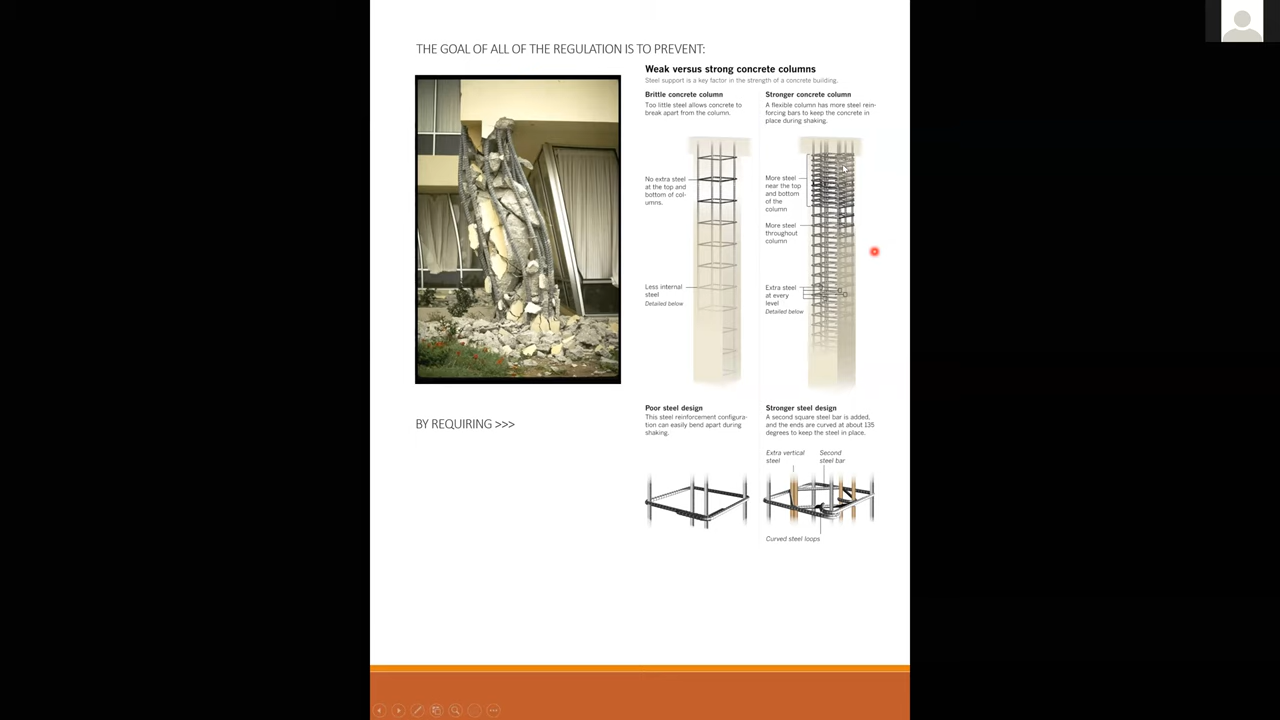 THE GOAL OF ALL OF THE REGULATION IS TO PREVENT:
Weak versus strong concrete columns
Steel support is a key factor in the strength of a concrete building.
Brittle concrete column
Too little steel allows concrete to
break apart from the column.
No extra steel
at the top and
bottom of col-
umns.
Less internal
steel
Detailed below
Stronger concrete column
A flexible column has more steel rein-
forcing bars to keep the concrete in
place during shaking.
More steel
near the top
and bottom
of the
column
More steel
throughout
column
Extra steel
at every
level
Detailed below
BY REQUIRING >>>
Poor steel design
This steel reinforcement configura-
tion can easily bend apart during
shaking.
Stronger steel design
A second square steel bar is added,
and the ends are curved at about 135
degrees to keep the steel in place.
Extra vertical
steel
Second
steel bar
Curved steel loops